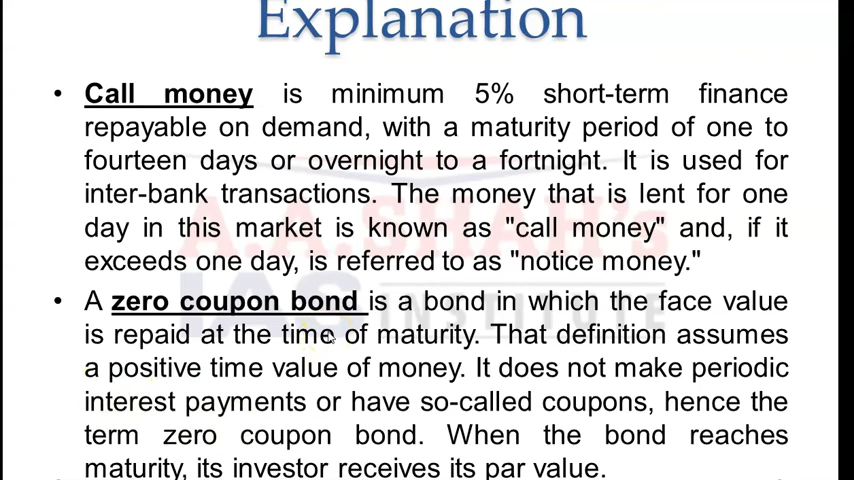 Explanation
• Call money is minimum 5% short-term finance
repayable on demand, with a maturity period of one to
fourteen days or overnight to a fortnight. It is used for
inter-bank transactions. The money that is lent for one
day in this market is known as "call money" and, if it
exceeds one day, is referred to as "notice money."
• A zero coupon bond is a bond in which the face value
is repaid at the time of maturity. That definition assumes
a positive time value of money. It does not make periodic
interest payments or have so-called coupons, hence the
term zero coupon bond. When the bond reaches
maturity, its investor receives its par value.
A.A.SHAH's
IAS INSTITUTE